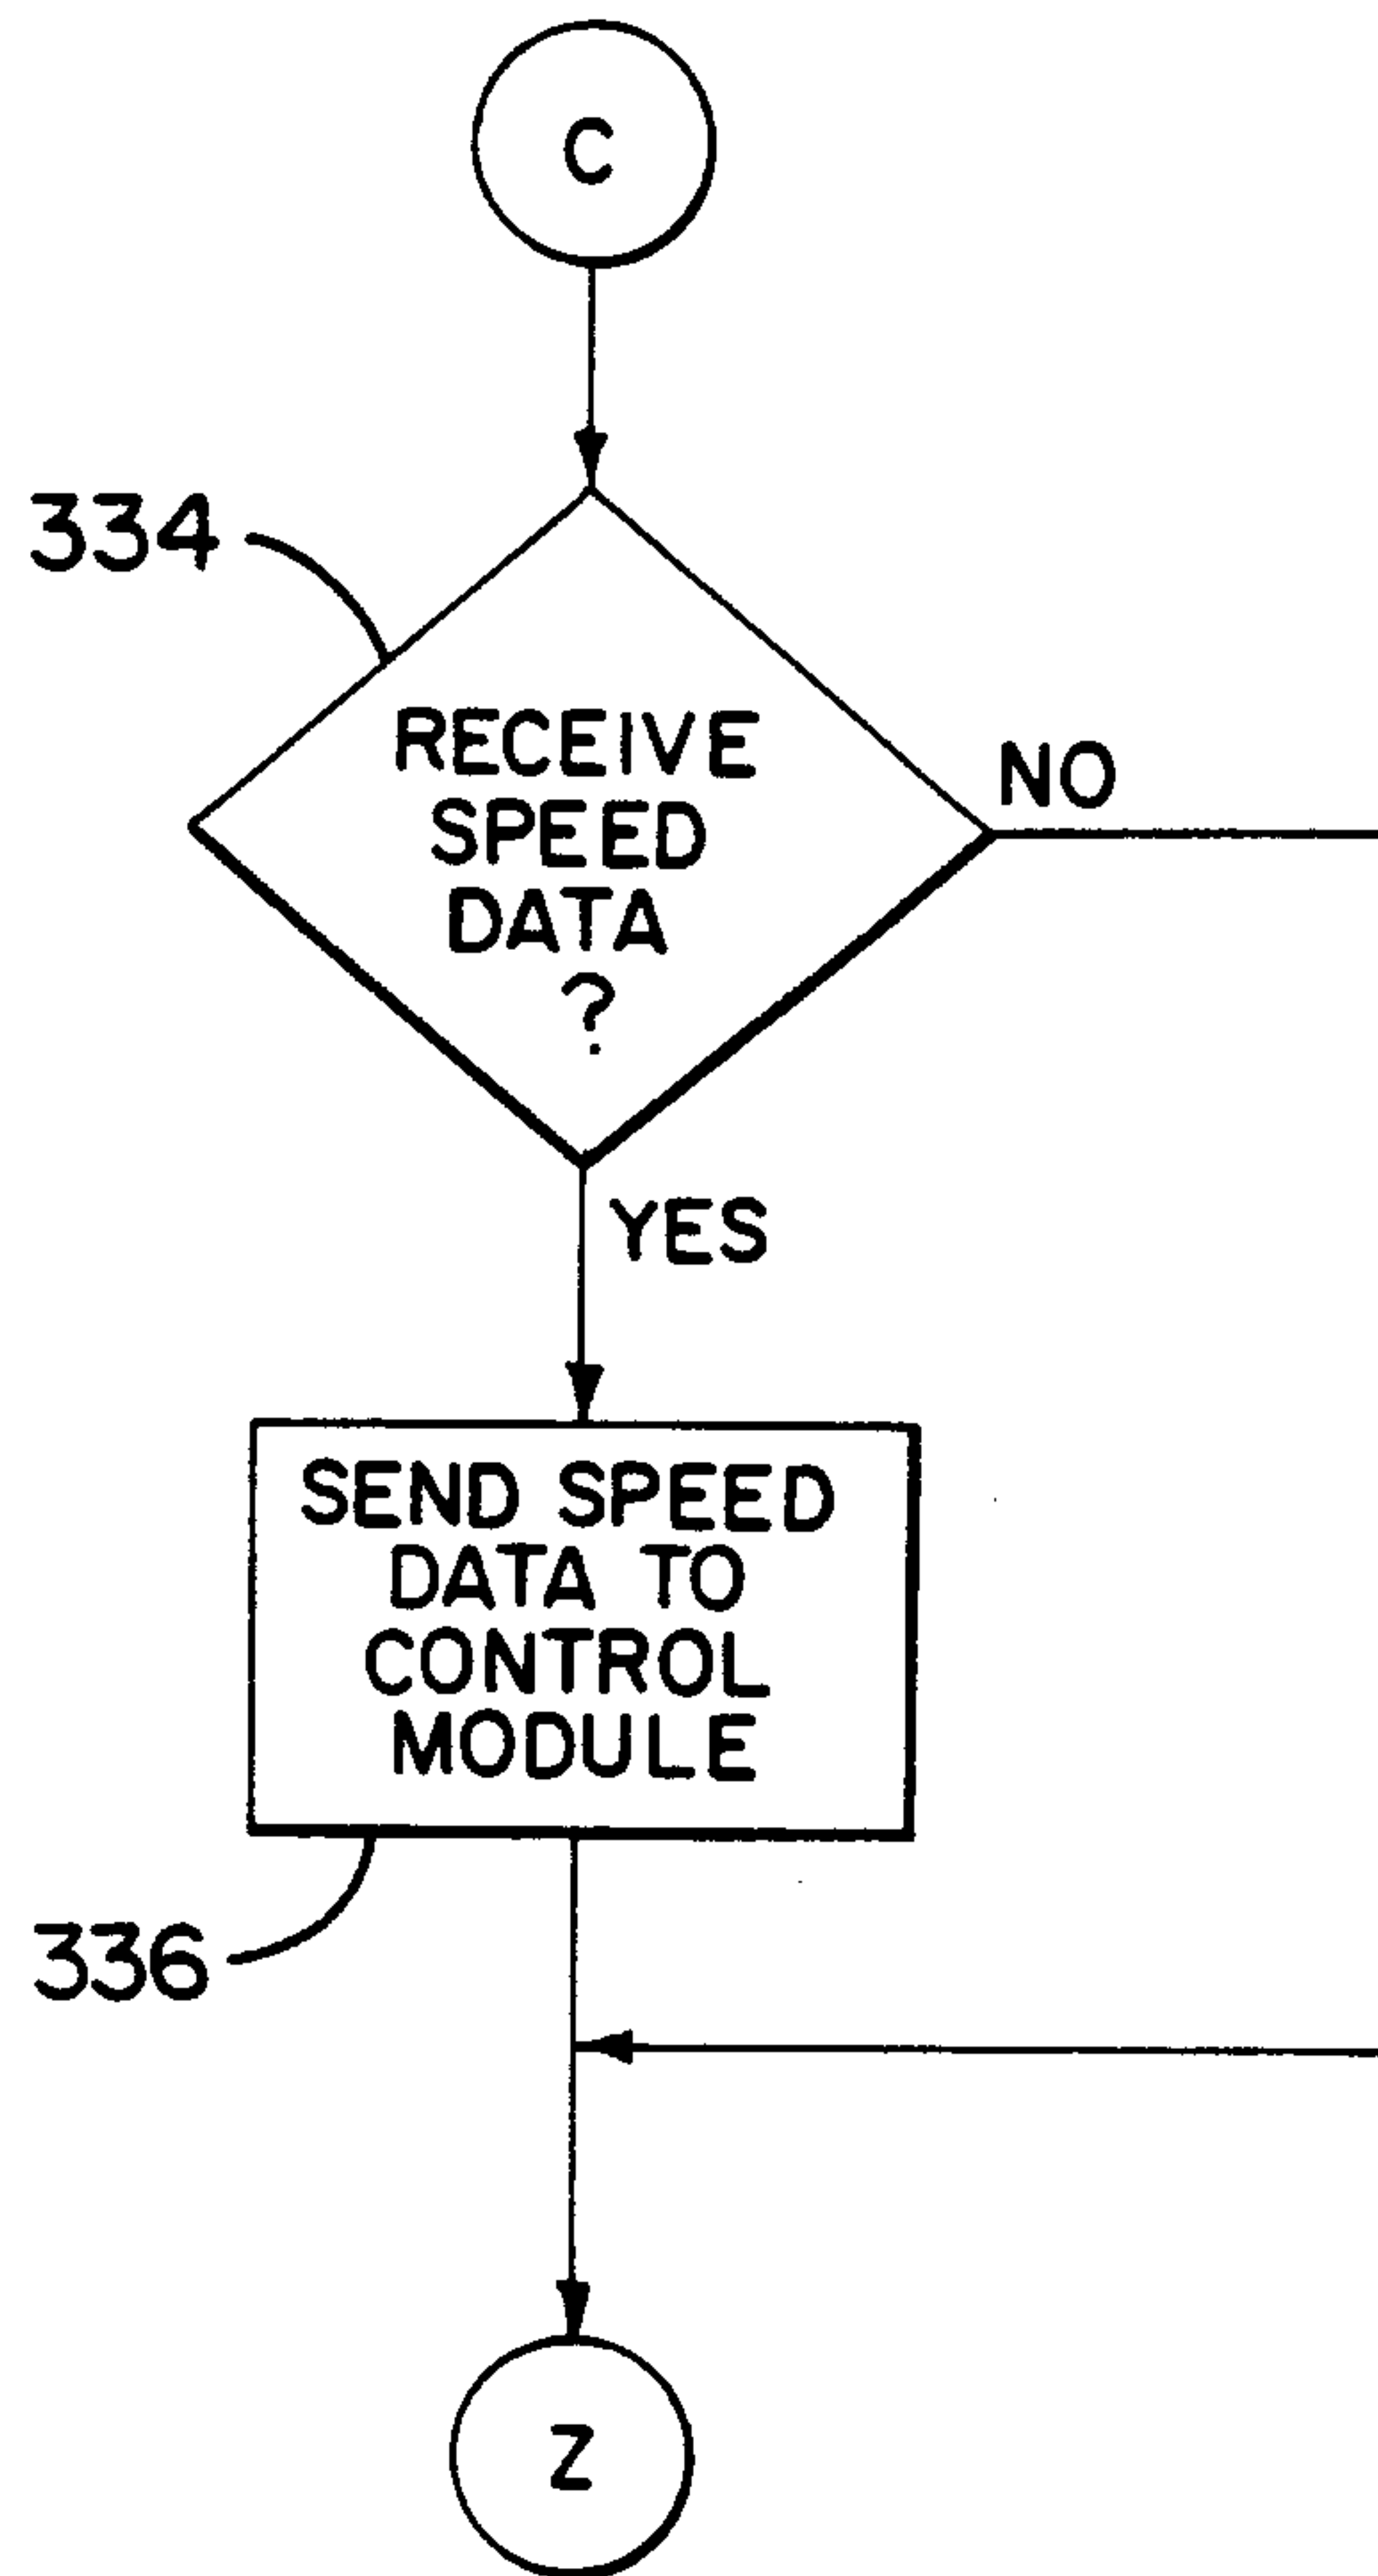 C
334
RECEIVE
SPEED
DATA
?
NO
YES
SEND SPEED
DATA TO
CONTROL
MODULE
336
Z